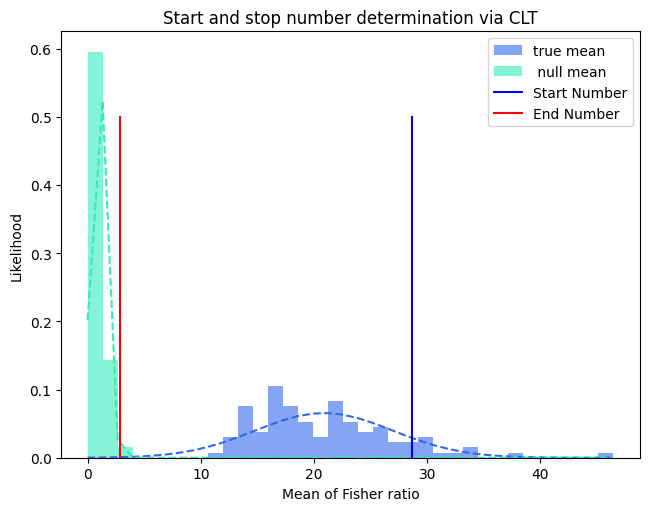 Start and stop number determination via CLT
0.6
0.5
0.4
0.3
0.2
0.1
0.0
Likelihood
true mean
null mean
Start Number
End Number
0
10
20
30
40
Mean of Fisher ratio